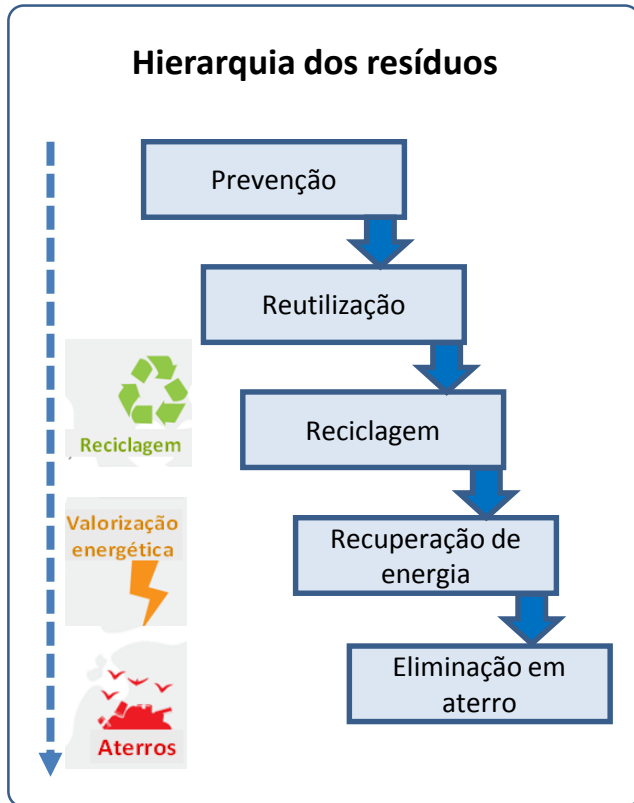 Hierarquia dos resíduos
Prevenção
Reutilização
Reciclagem
Reciclagem
Valorização
energética
Recuperação de
energia
Eliminação em
aterro
Aterros